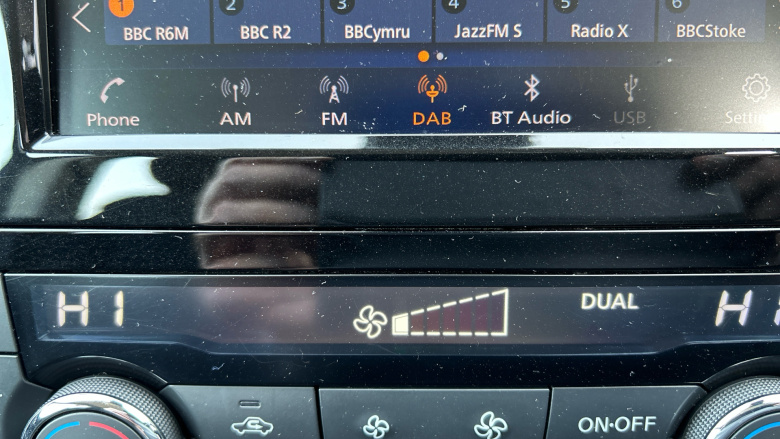 1 2 3 4 5 6
BBC R6M BBC R2 BBCymru JazzFM S Radio X BBCStoke
Phone AM FM DAB BT Audio USB
HI DUAL HI
ON•OFF